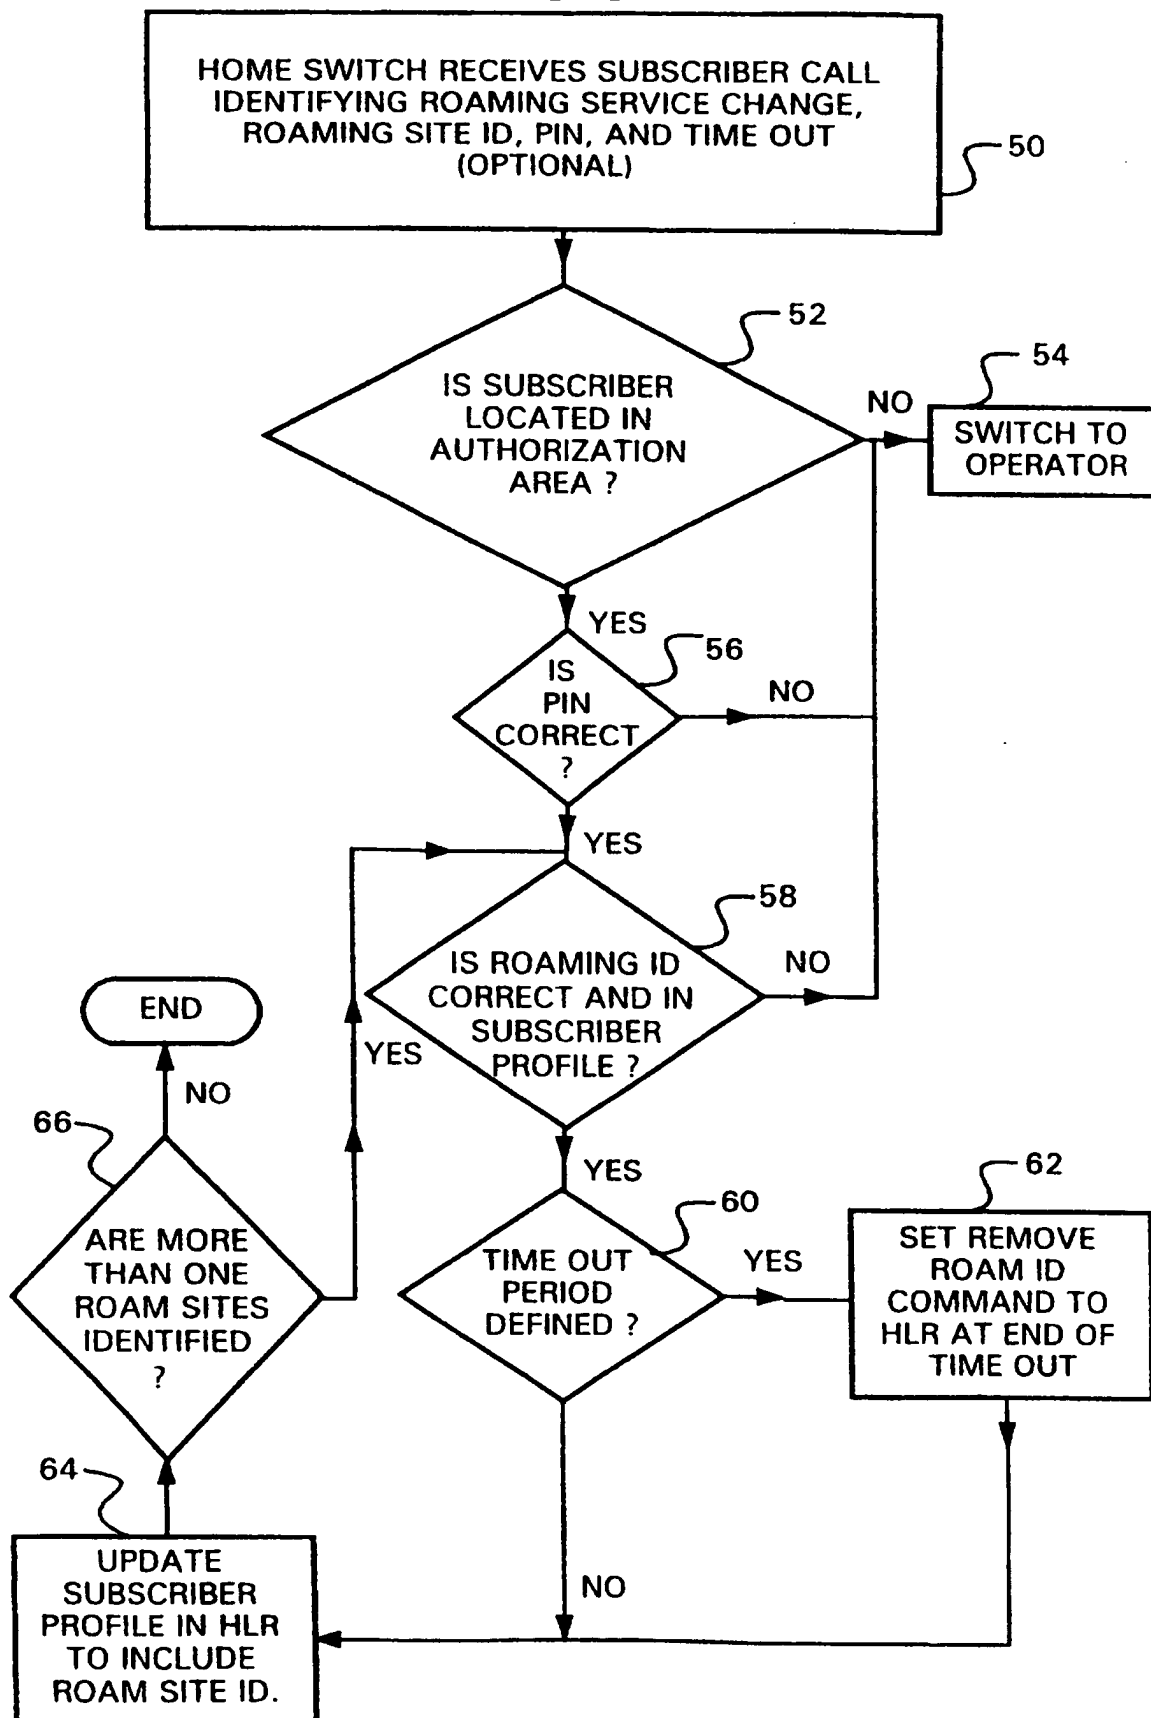 HOME SWITCH RECEIVES SUBSCRIBER CALL
IDENTIFYING ROAMING SERVICE CHANGE,
ROAMING SITE ID, PIN, AND TIME OUT
(OPTIONAL)
50
52
IS SUBSCRIBER
LOCATED IN
AUTHORIZATION
AREA ?
NO
54
SWITCH TO
OPERATOR
YES
56
IS
PIN
CORRECT
?
NO
YES
58
IS ROAMING ID
CORRECT AND IN
SUBSCRIBER
PROFILE ?
NO
END
YES
NO
66
YES
60
62
ARE MORE
THAN ONE
ROAM SITES
IDENTIFIED
?
TIME OUT
PERIOD
DEFINED ?
YES
SET REMOVE
ROAM ID
COMMAND TO
HLR AT END OF
TIME OUT
64
NO
UPDATE
SUBSCRIBER
PROFILE IN HLR
TO INCLUDE
ROAM SITE ID.